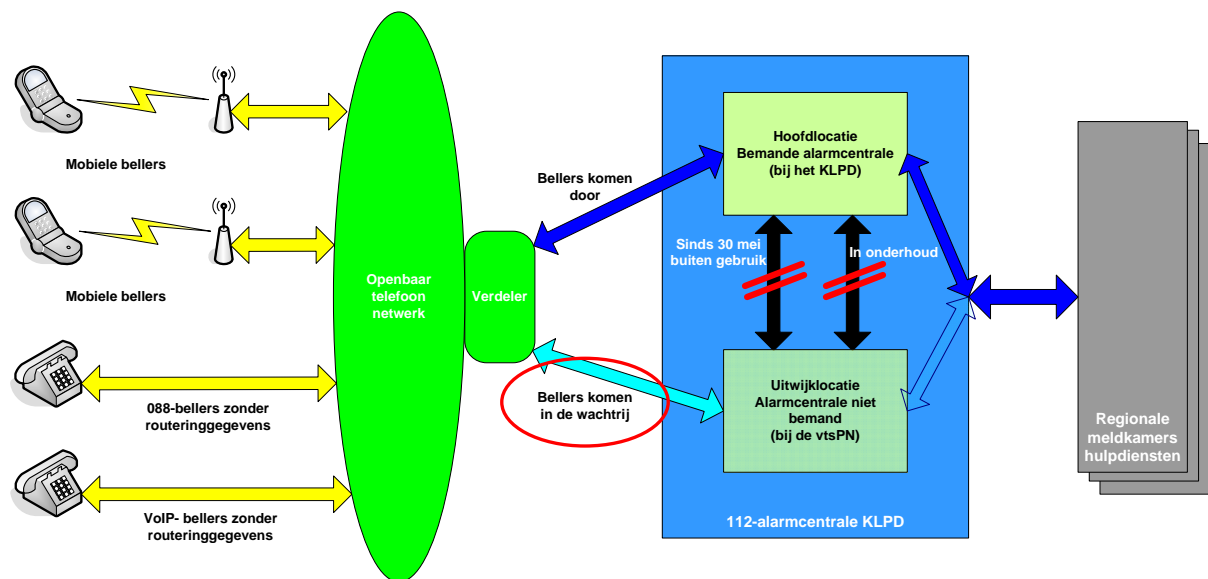 Mobiele bellers
Mobiele bellers
088-bellers zonder
routeringgegevens
VoIP- bellers zonder
routeringgegevens
Openbaar
telefoon
netwerk
Verdeler
Bellers komen
door
Bellers komen
in de wachtrij
Hoofdlocatie
Bemande alarmcentrale
(bij het KLPD)
Sinds 30 mei
buiten gebruik
In onderhoud
Uitwijklocatie
Alarmcentrale niet
bemand
(bij de vtsPN)
112-alarmcentrale KLPD
Regionale
meldkamers
hulpdiensten